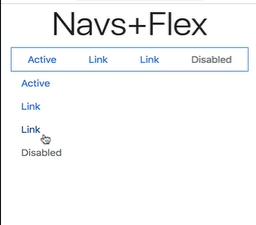 Navs+Flex
Active Link Link Disabled
Active
Link
Link
Disabled